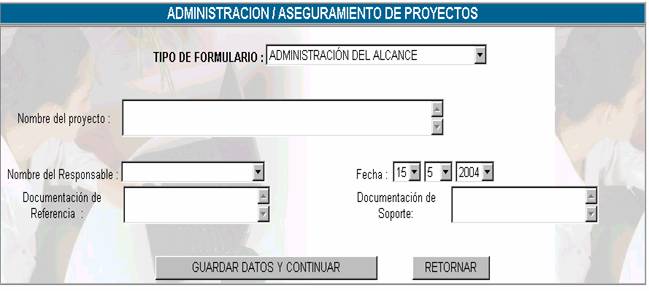 ADMINISTRACION / ASEGURAMIENTO DE PROYECTOS
TIPO DE FORMULARIO : ADMINISTRACIÓN DEL ALCANCE
Nombre del proyecto :
Nombre del Responsable : Fecha : 15 5 2004
Documentación de Referencia :
Documentación de Soporte:
GUARDAR DATOS Y CONTINUAR RETORNAR